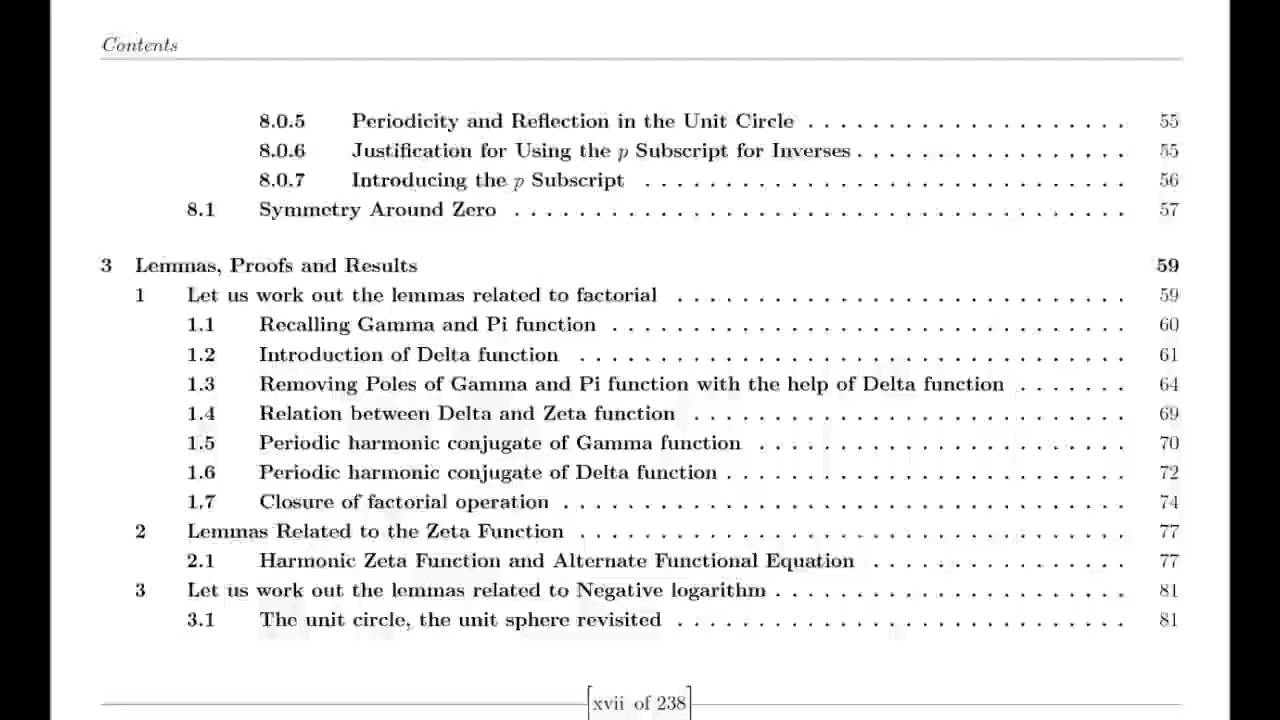 Contents
8.0.5 Periodicity and Reflection in the Unit Circle . . . . . . . . . . . . . . . . . . . . 55
8.0.6 Justification for Using the p Subscript for Inverses . . . . . . . . . . . . . . . . . 55
8.0.7 Introducing the p Subscript . . . . . . . . . . . . . . . . . . . . . . . . . . . . . . 56
8.1 Symmetry Around Zero . . . . . . . . . . . . . . . . . . . . . . . . . . . . . . . . . . . . . . 57
3 Lemmas, Proofs and Results 59
1 Let us work out the lemmas related to factorial . . . . . . . . . . . . . . . . . . . . . . . . . . . . 59
1.1 Recalling Gamma and Pi function . . . . . . . . . . . . . . . . . . . . . . . . . . . . . . . . 60
1.2 Introduction of Delta function . . . . . . . . . . . . . . . . . . . . . . . . . . . . . . . . . . 61
1.3 Removing Poles of Gamma and Pi function with the help of Delta function . . . . . . . 64
1.4 Relation between Delta and Zeta function . . . . . . . . . . . . . . . . . . . . . . . . . . . 69
1.5 Periodic harmonic conjugate of Gamma function . . . . . . . . . . . . . . . . . . . . . . . 70
1.6 Periodic harmonic conjugate of Delta function . . . . . . . . . . . . . . . . . . . . . . . . . 72
1.7 Closure of factorial operation . . . . . . . . . . . . . . . . . . . . . . . . . . . . . . . . . . . 74
2 Lemmas Related to the Zeta Function . . . . . . . . . . . . . . . . . . . . . . . . . . . . . . . . . . 77
2.1 Harmonic Zeta Function and Alternate Functional Equation . . . . . . . . . . . . . . . . 77
3 Let us work out the lemmas related to Negative logarithm . . . . . . . . . . . . . . . . . . . . . . 81
3.1 The unit circle, the unit sphere revisited . . . . . . . . . . . . . . . . . . . . . . . . . . . . 81
[xvii of 238]